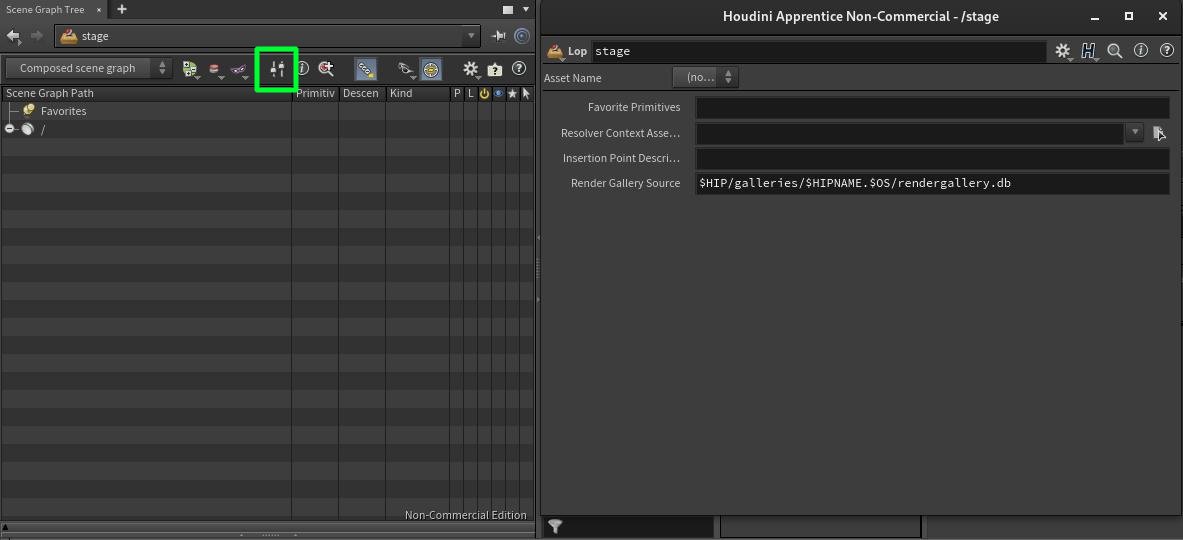 Scene Graph Tree
stage
Composed scene graph
Scene Graph Path Primitiv Descen Kind P L
Favorites
/
Non-Commercial Edition
Houdini Apprentice Non-Commercial - /stage
Lop stage
Asset Name (no...
Favorite Primitives
Resolver Context Asse...
Insertion Point Descri...
Render Gallery Source $HIP/galleries/$HIPNAME.$OS/rendergallery.db